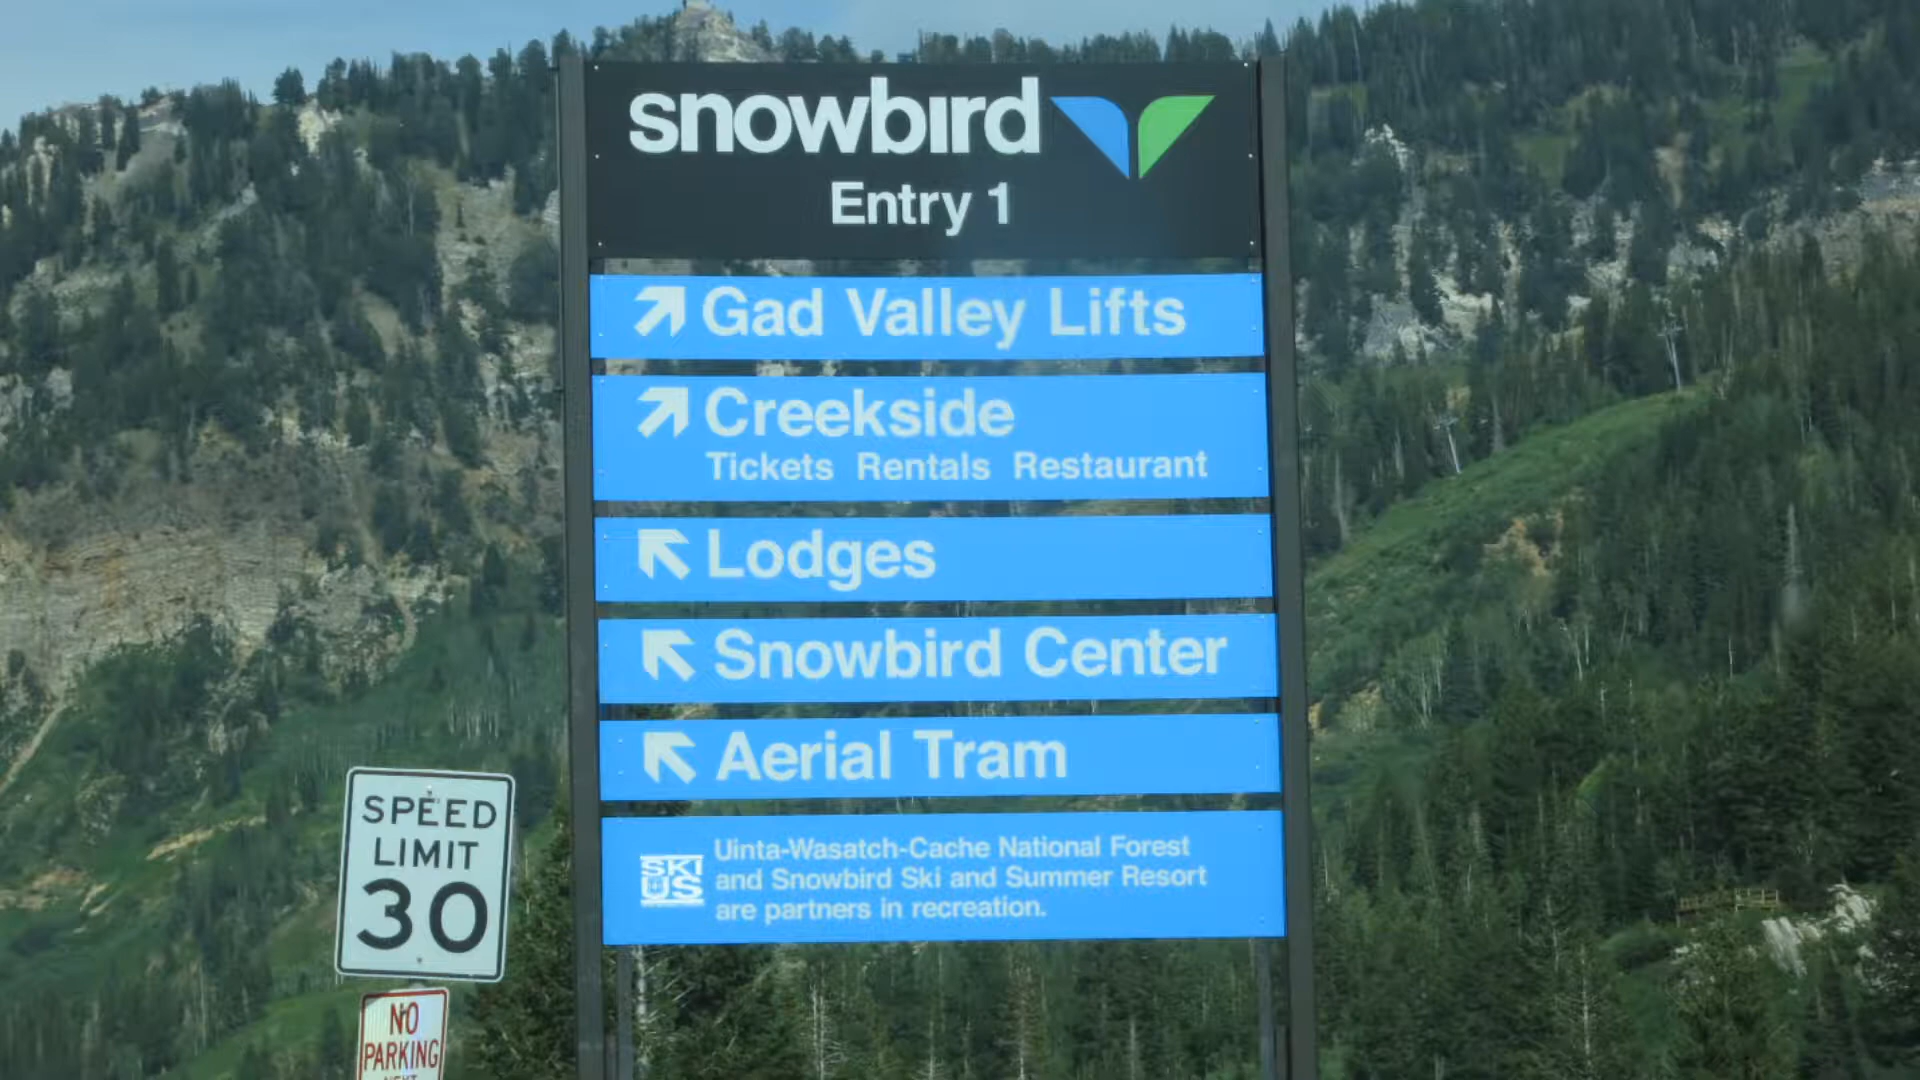 snowbird
Entry 1
Gad Valley Lifts
Creekside
Tickets Rentals Restaurant
Lodges
Snowbird Center
Aerial Tram
SKI
US
Uinta-Wasatch-Cache National Forest
and Snowbird Ski and Summer Resort
are partners in recreation.
SPEED
LIMIT
30
NO
PARKING
NEXT